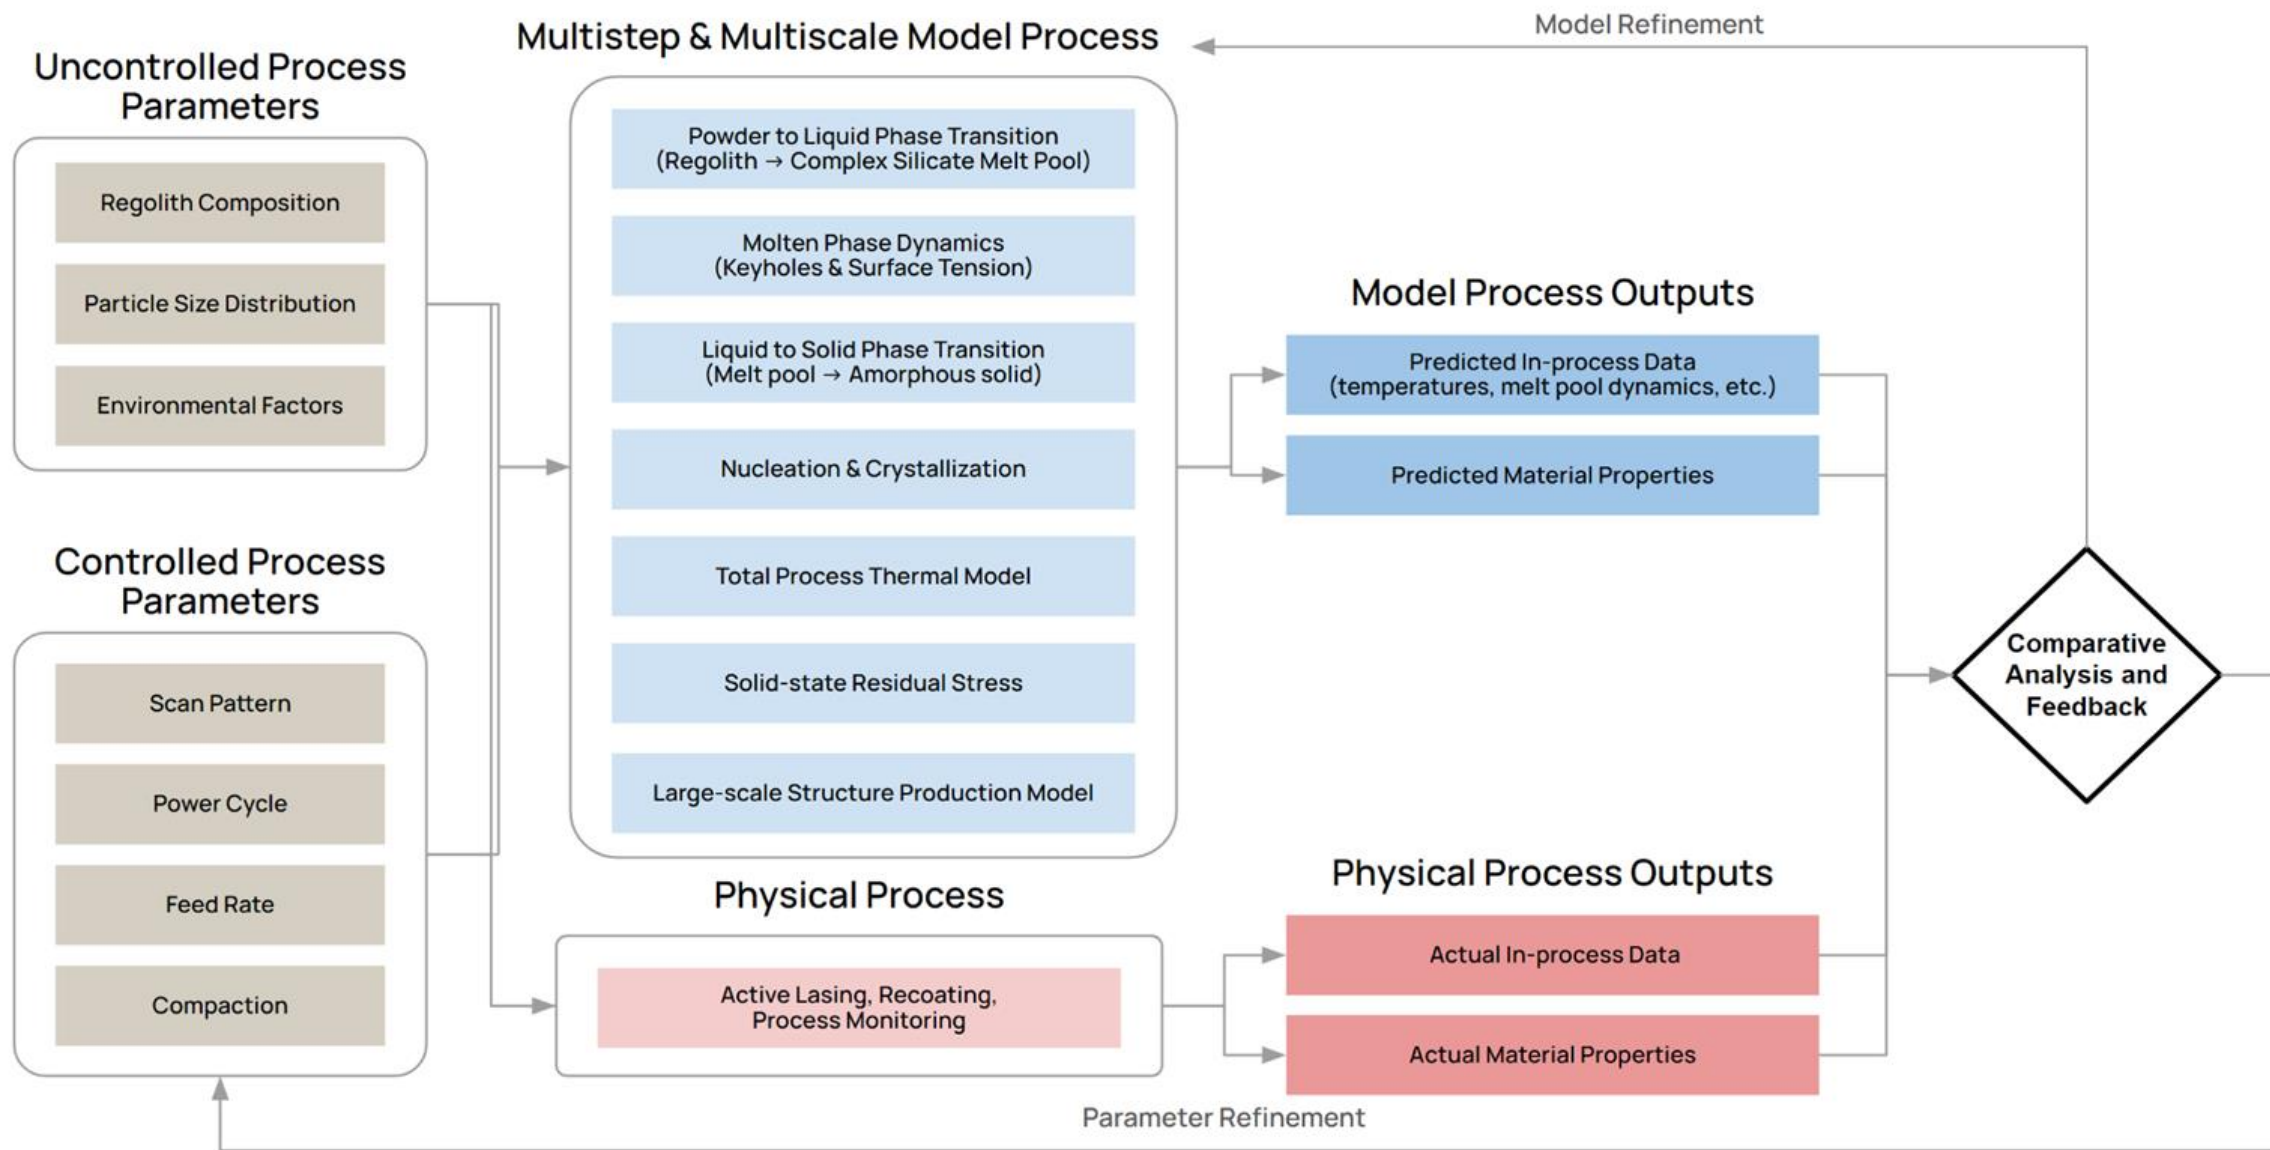 Uncontrolled Process
Parameters
Regolith Composition
Particle Size Distribution
Environmental Factors
Controlled Process
Parameters
Scan Pattern
Power Cycle
Feed Rate
Compaction
Multistep & Multiscale Model Process
Powder to Liquid Phase Transition
(Regolith → Complex Silicate Melt Pool)
Molten Phase Dynamics
(Keyholes & Surface Tension)
Liquid to Solid Phase Transition
(Melt pool → Amorphous solid)
Nucleation & Crystallization
Total Process Thermal Model
Solid-state Residual Stress
Large-scale Structure Production Model
Physical Process
Active Lasing, Recoating,
Process Monitoring
Model Process Outputs
Predicted In-process Data
(temperatures, melt pool dynamics, etc.)
Predicted Material Properties
Physical Process Outputs
Actual In-process Data
Actual Material Properties
Comparative
Analysis and
Feedback
Model Refinement
Parameter Refinement